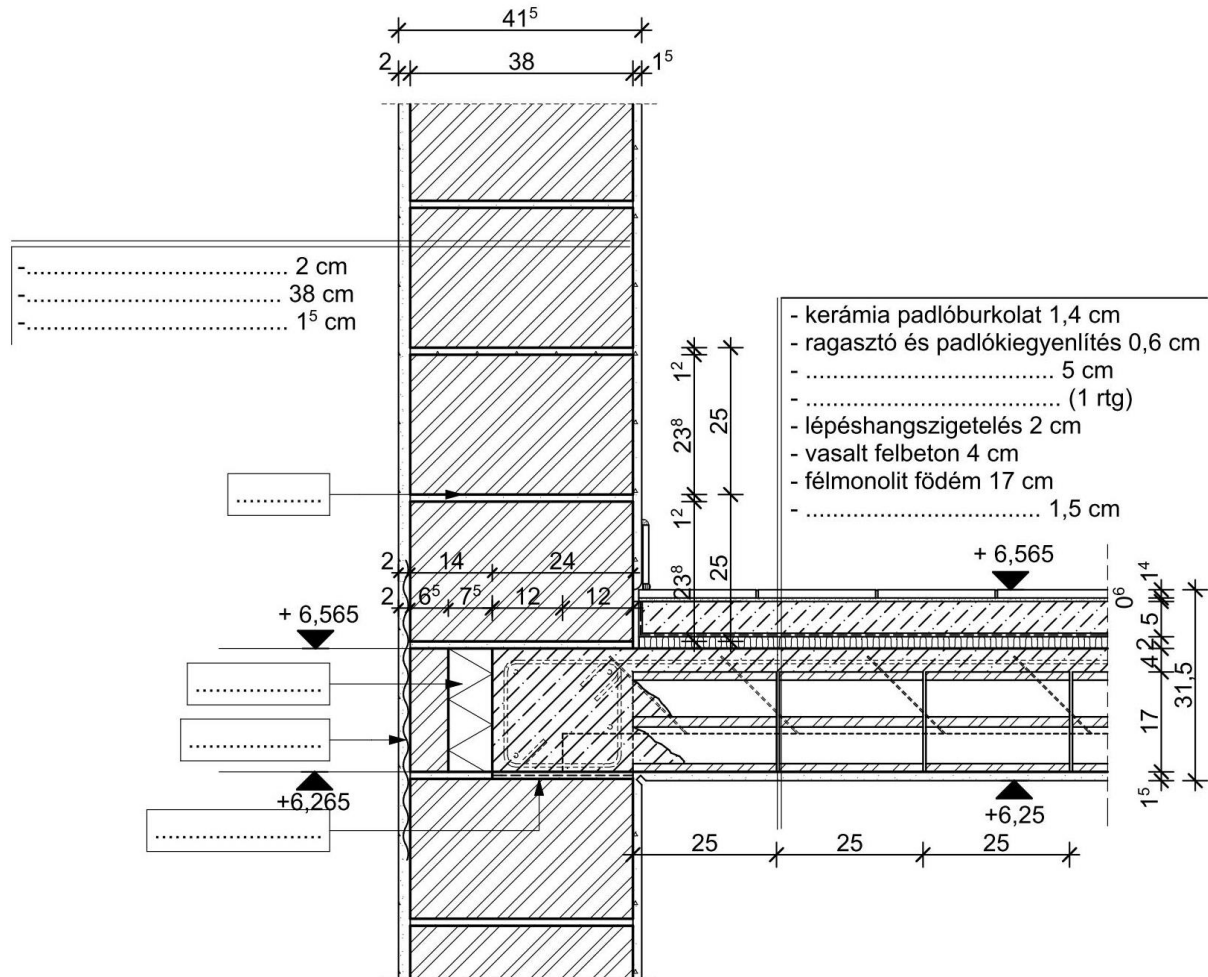 41⁵
2 38 1⁵
-...................................... 2 cm
-..................................... 38 cm
-...................................... 1⁵ cm
- kerámia padlóburkolat 1,4 cm
- ragasztó és padlókiegyenlítés 0,6 cm
- .................................... 5 cm
- ..................................... (1 rtg)
- lépéshangszigetelés 2 cm
- vasalt felbeton 4 cm
- félmonolit födém 17 cm
- .................................. 1,5 cm
1²
23⁸
25
1²
23⁸
25
.............
2 14 24
2 6⁵ 7⁵ 12 12
+ 6,565
+ 6,565
...................
....................
+6,265
........................
+6,25
1⁴
0⁶
5
2
4
17
1⁵
31,5
25 25 25